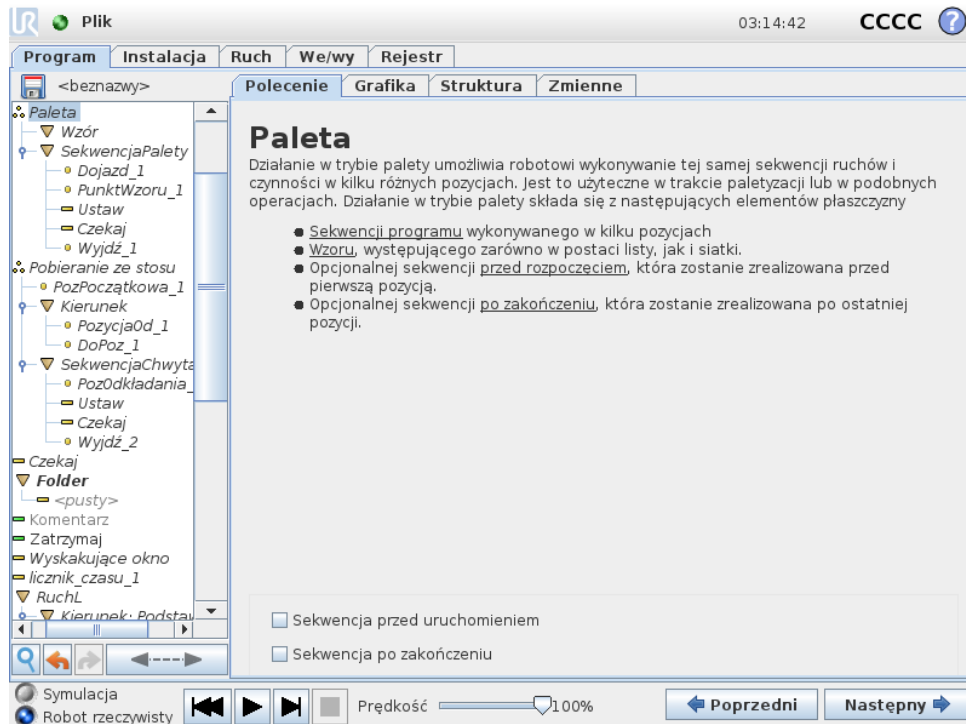 UR Plik 03:14:42 CCCC ?
Program Instalacja Ruch We/wy Rejestr
<beznazwy>
Polecenie Grafika Struktura Zmienne
Paleta
Wzór
SekwencjaPalety
Dojazd_1
PunktWzoru_1
Ustaw
Czekaj
Wyjdź_1
Pobieranie ze stosu
PozPoczątkowa_1
Kierunek
PozycjaOd_1
DoPoz_1
SekwencjaChwyta
PozOdkładania_
Ustaw
Czekaj
Wyjdź_2
Czekaj
Folder
<pusty>
Komentarz
Zatrzymaj
Wyskakujące okno
licznik_czasu_1
RuchL
Kierunek: Podstaw
Paleta
Działanie w trybie palety umożliwia robotowi wykonywanie tej samej sekwencji ruchów i
czynności w kilku różnych pozycjach. Jest to użyteczne w trakcie paletyzacji lub w podobnych
operacjach. Działanie w trybie palety składa się z następujących elementów płaszczyzny
Sekwencji programu wykonywanego w kilku pozycjach
Wzoru, występującego zarówno w postaci listy, jak i siatki.
Opcjonalnej sekwencji przed rozpoczęciem, która zostanie zrealizowana przed
pierwszą pozycją.
Opcjonalnej sekwencji po zakończeniu, która zostanie zrealizowana po ostatniej
pozycji.
Sekwencja przed uruchomieniem
Sekwencja po zakończeniu
Symulacja
Robot rzeczywisty
Prędkość 100%
Poprzedni Następny